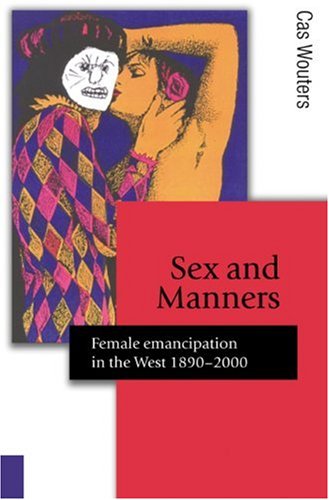 Cas Wouters
Sex and
Manners
Female emancipation
in the West 1890–2000